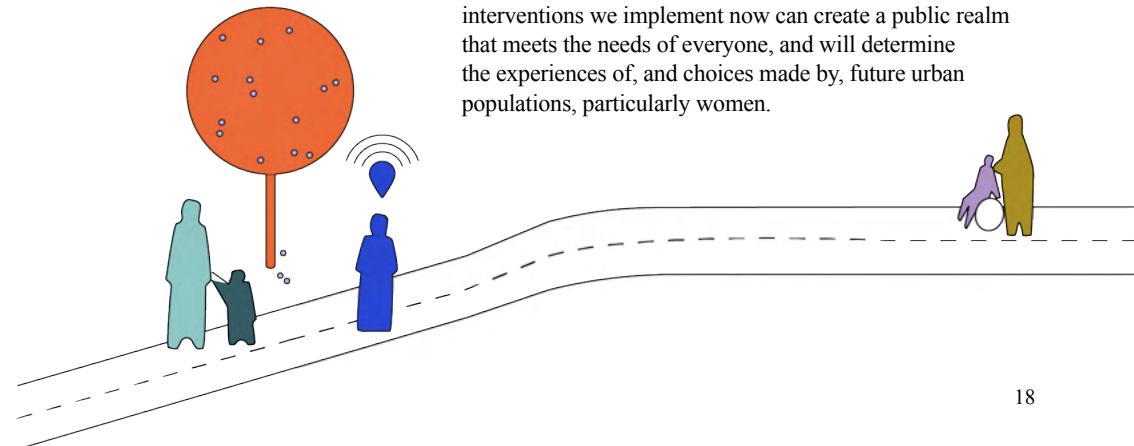 interventions we implement now can create a public realm
that meets the needs of everyone, and will determine
the experiences of, and choices made by, future urban
populations, particularly women.
18